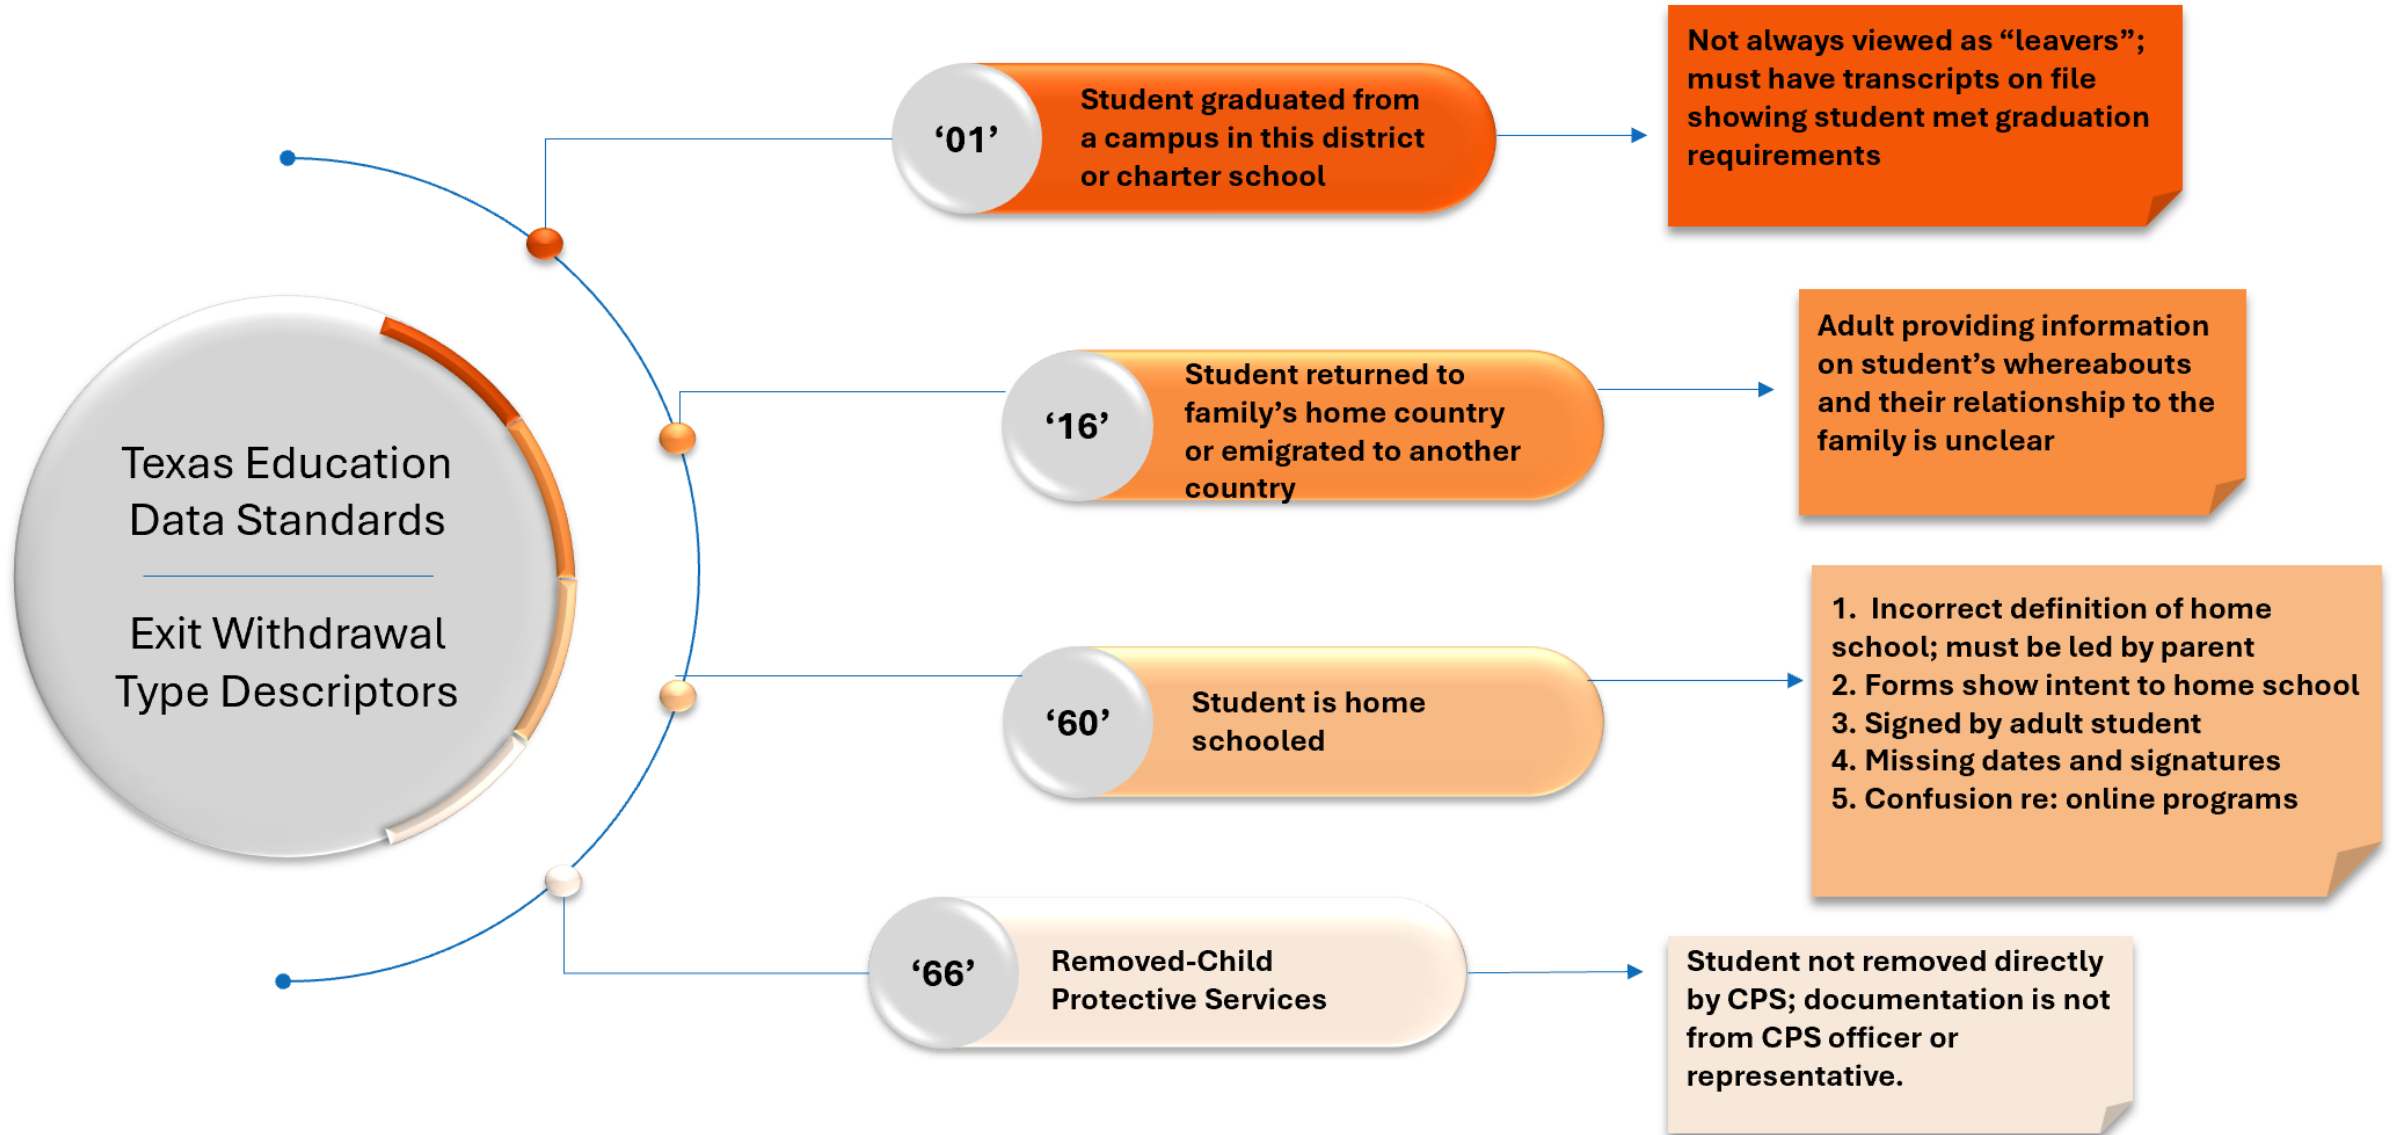 Texas Education
Data Standards
Exit Withdrawal
Type Descriptors
‘01’
Student graduated from
a campus in this district
or charter school
Not always viewed as “leavers”;
must have transcripts on file
showing student met graduation
requirements
‘16’
Student returned to
family’s home country
or emigrated to another
country
Adult providing information
on student’s whereabouts
and their relationship to the
family is unclear
‘60’
Student is home
schooled
1. Incorrect definition of home
school; must be led by parent
2. Forms show intent to home school
3. Signed by adult student
4. Missing dates and signatures
5. Confusion re: online programs
‘66’
Removed-Child
Protective Services
Student not removed directly
by CPS; documentation is not
from CPS officer or
representative.